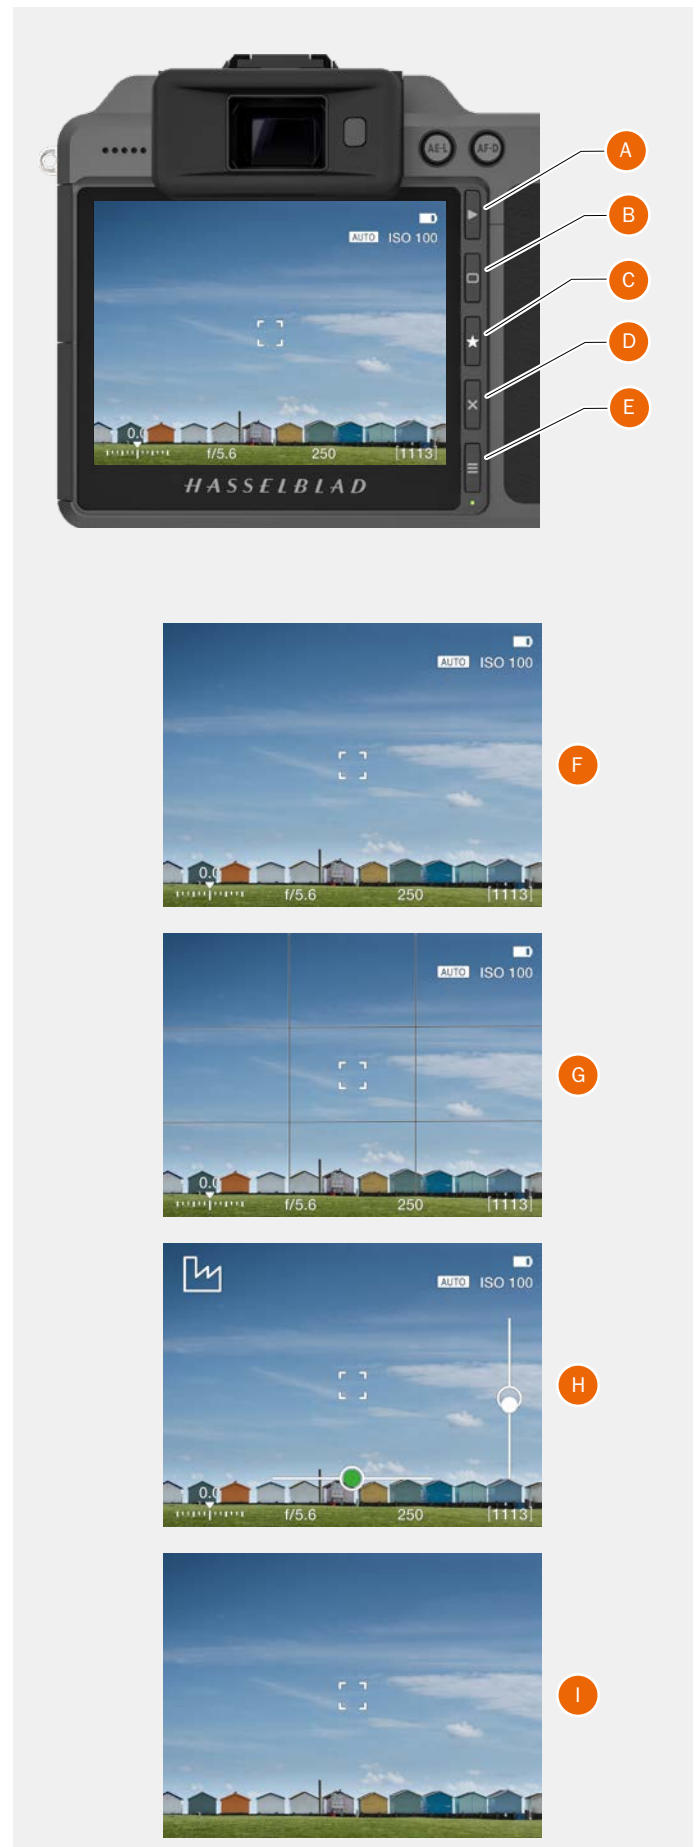 AE-L AF-D
A
B
AUTO ISO 100
C
D
E
0.0
f/5.6 250 [1113]
HASSELBLAD
AUTO ISO 100
F
0.0
f/5.6 250 [1113]
AUTO ISO 100
G
0.0
f/5.6 250 [1113]
AUTO ISO 100
H
0.0
f/5.6 250 [1113]
I